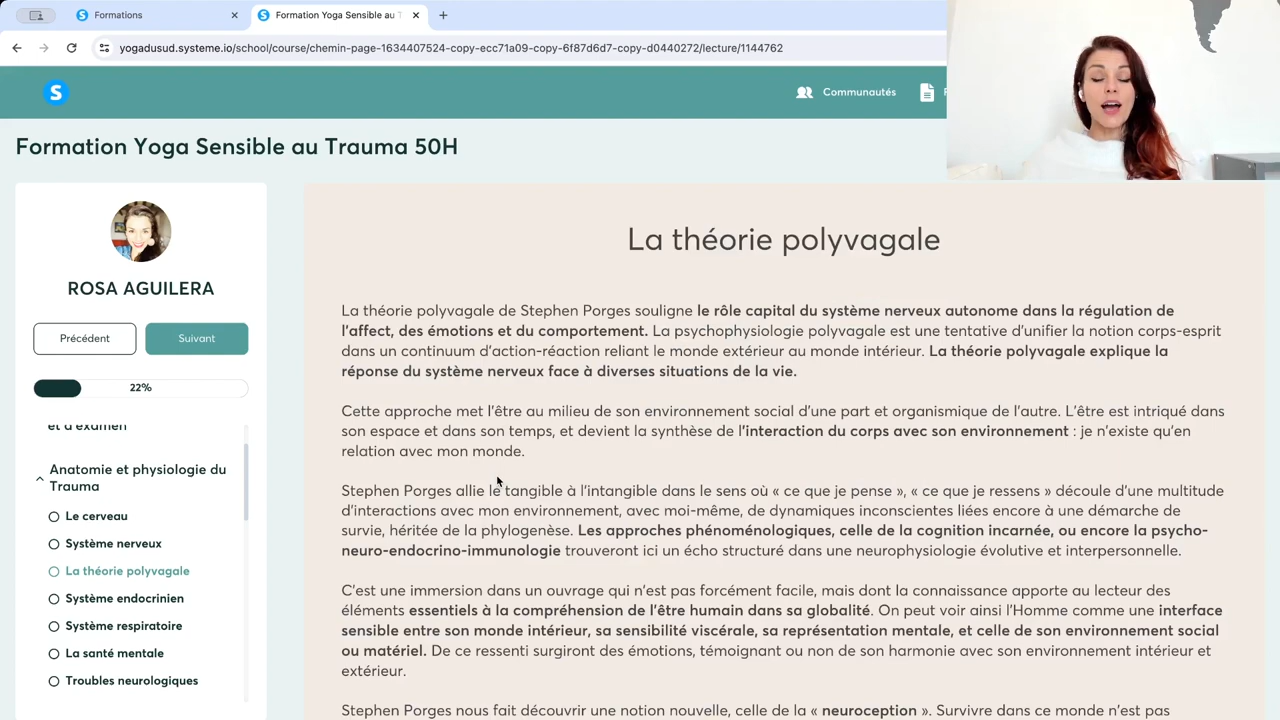 Formations
Formation Yoga Sensible au T
yogadusud.systeme.io/school/course/chemin-page-1634407524-copy-ecc71a09-copy-6f87d6d7-copy-d0440272/lecture/1144762
S
Communautés
Formation Yoga Sensible au Trauma 50H
ROSA AGUILERA
Précédent
Suivant
22%
et d'examen
Anatomie et physiologie du
Trauma
Le cerveau
Système nerveux
La théorie polyvagale
Système endocrinien
Système respiratoire
La santé mentale
Troubles neurologiques
La théorie polyvagale
La théorie polyvagale de Stephen Porges souligne le rôle capital du système nerveux autonome dans la régulation de
l'affect, des émotions et du comportement. La psychophysiologie polyvagale est une tentative d'unifier la notion corps-esprit
dans un continuum d'action-réaction reliant le monde extérieur au monde intérieur. La théorie polyvagale explique la
réponse du système nerveux face à diverses situations de la vie.
Cette approche met l'être au milieu de son environnement social d'une part et organismique de l'autre. L'être est intriqué dans
son espace et dans son temps, et devient la synthèse de l'interaction du corps avec son environnement : je n'existe qu'en
relation avec mon monde.
Stephen Porges allie le tangible à l'intangible dans le sens où « ce que je pense », « ce que je ressens » découle d'une multitude
d'interactions avec mon environnement, avec moi-même, de dynamiques inconscientes liées encore à une démarche de
survie, héritée de la phylogenèse. Les approches phénoménologiques, celle de la cognition incarnée, ou encore la psycho-
neuro-endocrino-immunologie trouveront ici un écho structuré dans une neurophysiologie évolutive et interpersonnelle.
C'est une immersion dans un ouvrage qui n'est pas forcément facile, mais dont la connaissance apporte au lecteur des
éléments essentiels à la compréhension de l'être humain dans sa globalité. On peut voir ainsi l'Homme comme une interface
sensible entre son monde intérieur, sa sensibilité viscérale, sa représentation mentale, et celle de son environnement social
ou matériel. De ce ressenti surgiront des émotions, témoignant ou non de son harmonie avec son environnement intérieur et
extérieur.
Stephen Porges nous fait découvrir une notion nouvelle, celle de la « neuroception ». Survivre dans ce monde n'est pas